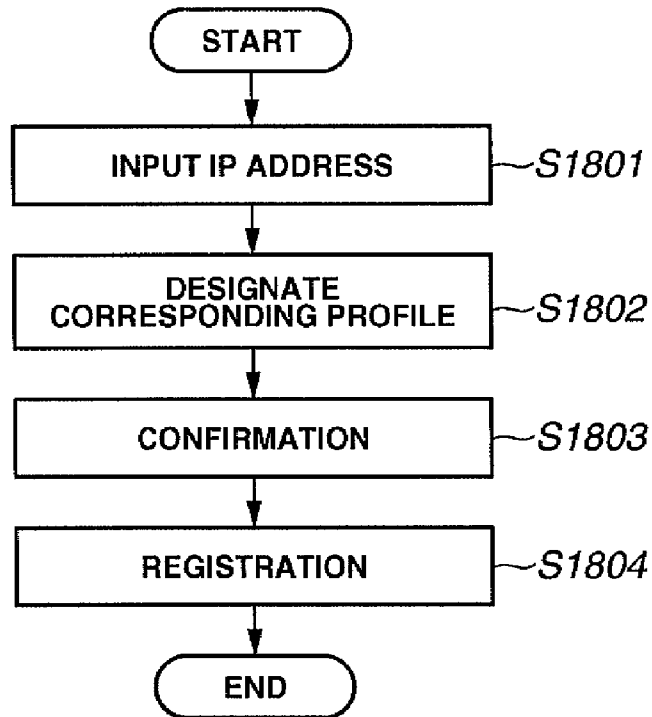 START
INPUT IP ADDRESS
S1801
DESIGNATE
CORRESPONDING PROFILE
S1802
CONFIRMATION
S1803
REGISTRATION
S1804
END